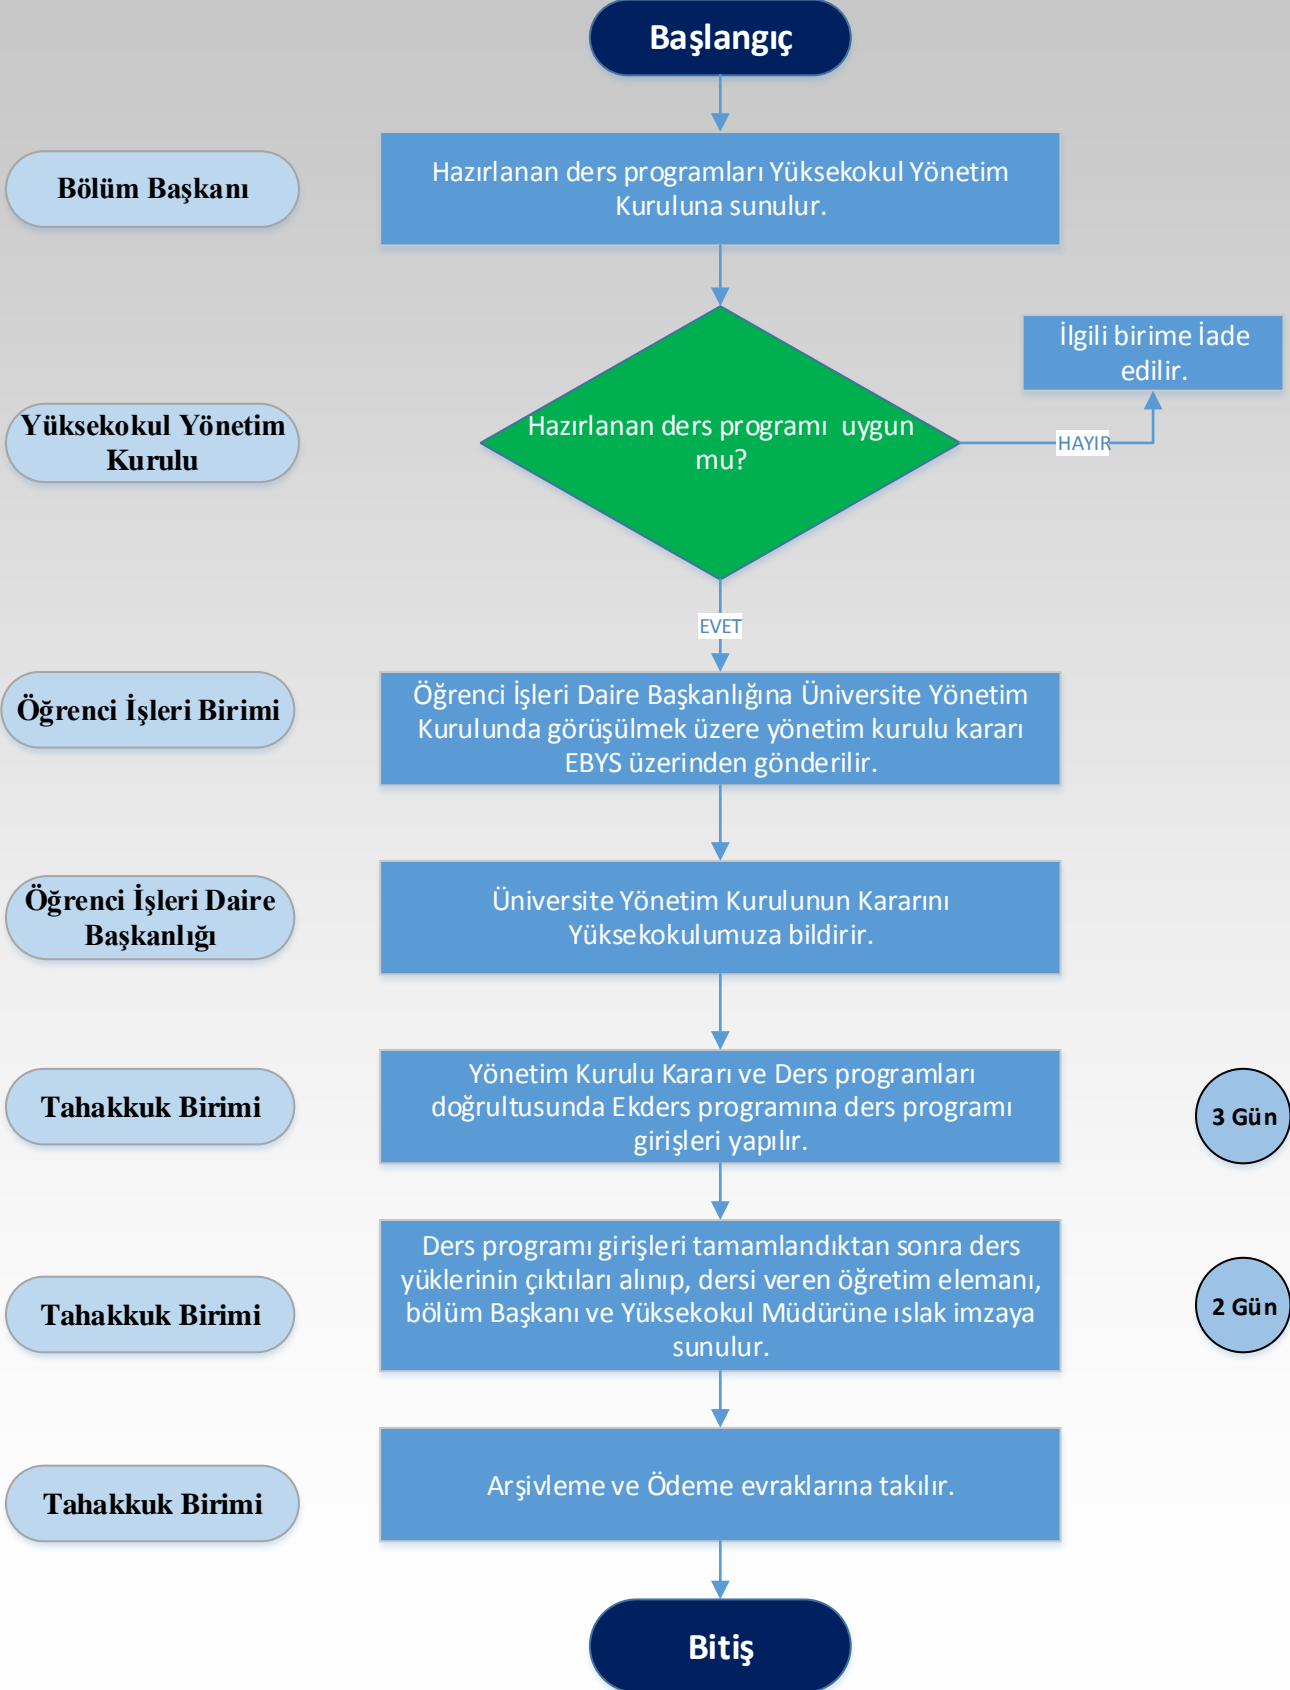 Başlangıç
Bölüm Başkanı
Hazırlanan ders programları Yüksekokul Yönetim
Kuruluna sunulur.
İlgili birime İade
edilir.
Yüksekokul Yönetim
Kurulu
Hazırlanan ders programı  uygun
mu?
HAYIR
EVET
Öğrenci İşleri Birimi
Öğrenci İşleri Daire Başkanlığına Üniversite Yönetim
Kurulunda görüşülmek üzere yönetim kurulu kararı
EBYS üzerinden gönderilir.
Öğrenci İşleri Daire
Başkanlığı
Üniversite Yönetim Kurulunun Kararını
Yüksekokulumuza bildirir.
Tahakkuk Birimi
Yönetim Kurulu Kararı ve Ders programları
doğrultusunda Ekders programına ders programı
girişleri yapılır.
3 Gün
Tahakkuk Birimi
Ders programı girişleri tamamlandıktan sonra ders
yüklerinin çıktıları alınıp, dersi veren öğretim elemanı,
bölüm Başkanı ve Yüksekokul Müdürüne ıslak imzaya
sunulur.
2 Gün
Tahakkuk Birimi
Arşivleme ve Ödeme evraklarına takılır.
Bitiş